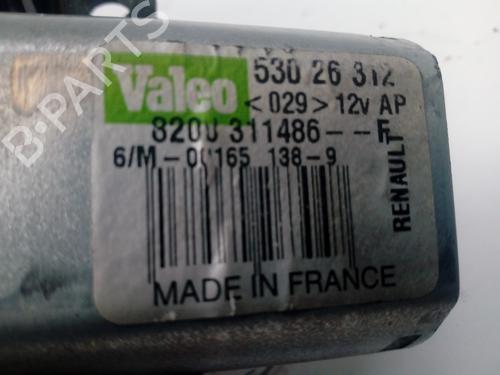 Valeo 530 26 312
<029> 12v AP
8200 311486--F
6/M-00165 138-9
RENAULT
MADE IN FRANCE
B-PARTS